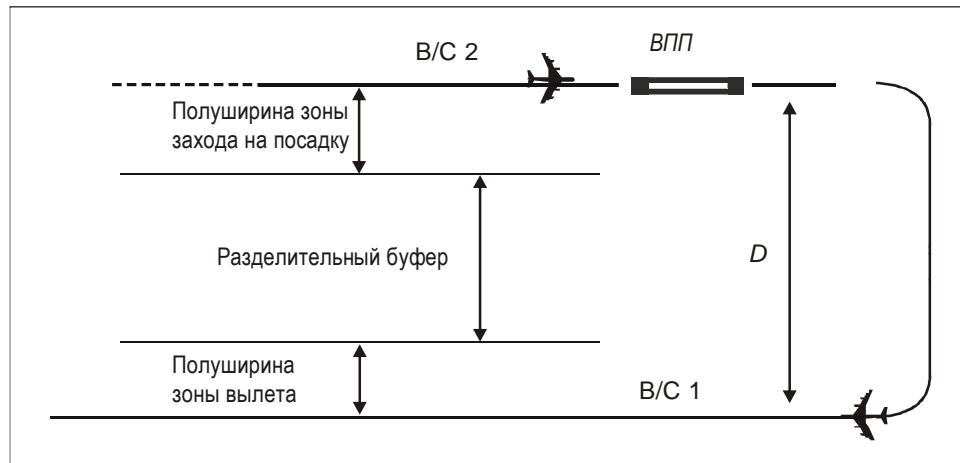 В/С 2
ВПП
Полуширина зоны
захода на посадку
Разделительный буфер
D
Полуширина
зоны вылета
В/С 1